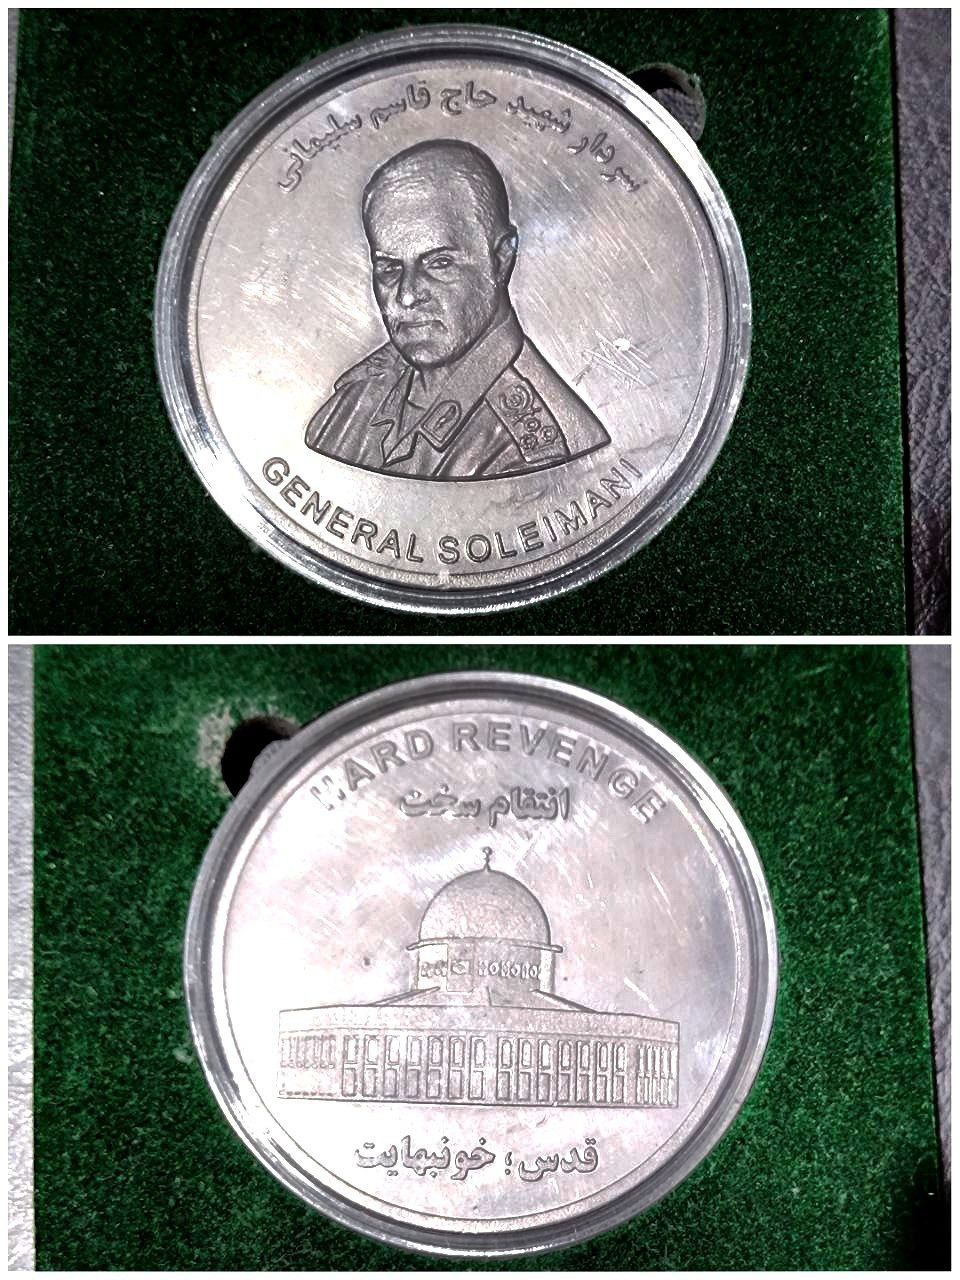 سردار شهید حاج قاسم سلیمانی
GENERAL SOLEIMANI
HARD REVENGE
انتقام سخت
قدس؛ خونبهایت